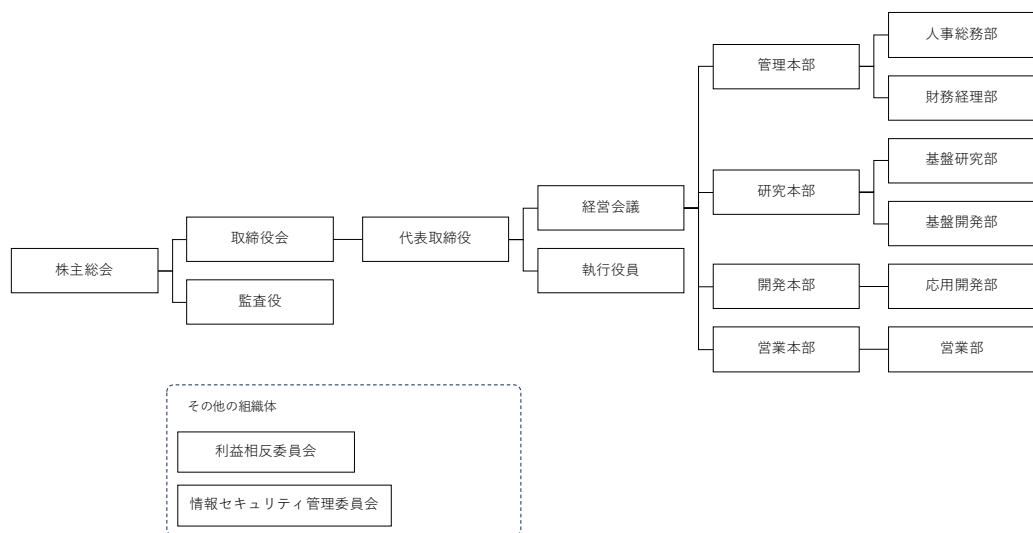 人事総務部
管理本部
財務経理部
基盤研究部
研究本部
経営会議
基盤開発部
取締役会
代表取締役
株主総会
執行役員
開発本部
応用開発部
監査役
営業本部
営業部
その他の組織体
利益相反委員会
情報セキュリティ管理委員会